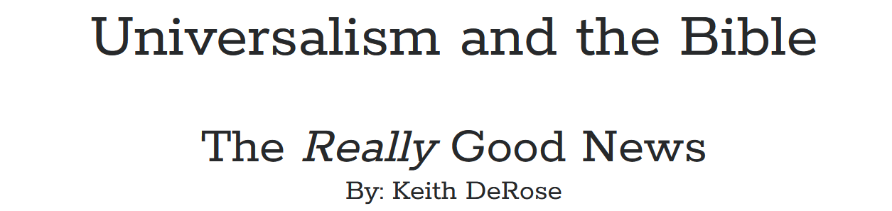 Universalism and the Bible
The Really Good News
By: Keith DeRose